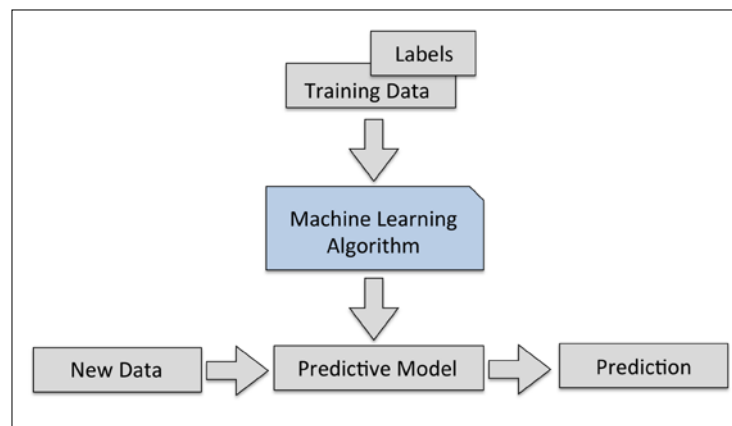 Labels
Training Data
Machine Learning
Algorithm
New Data
Predictive Model
Prediction